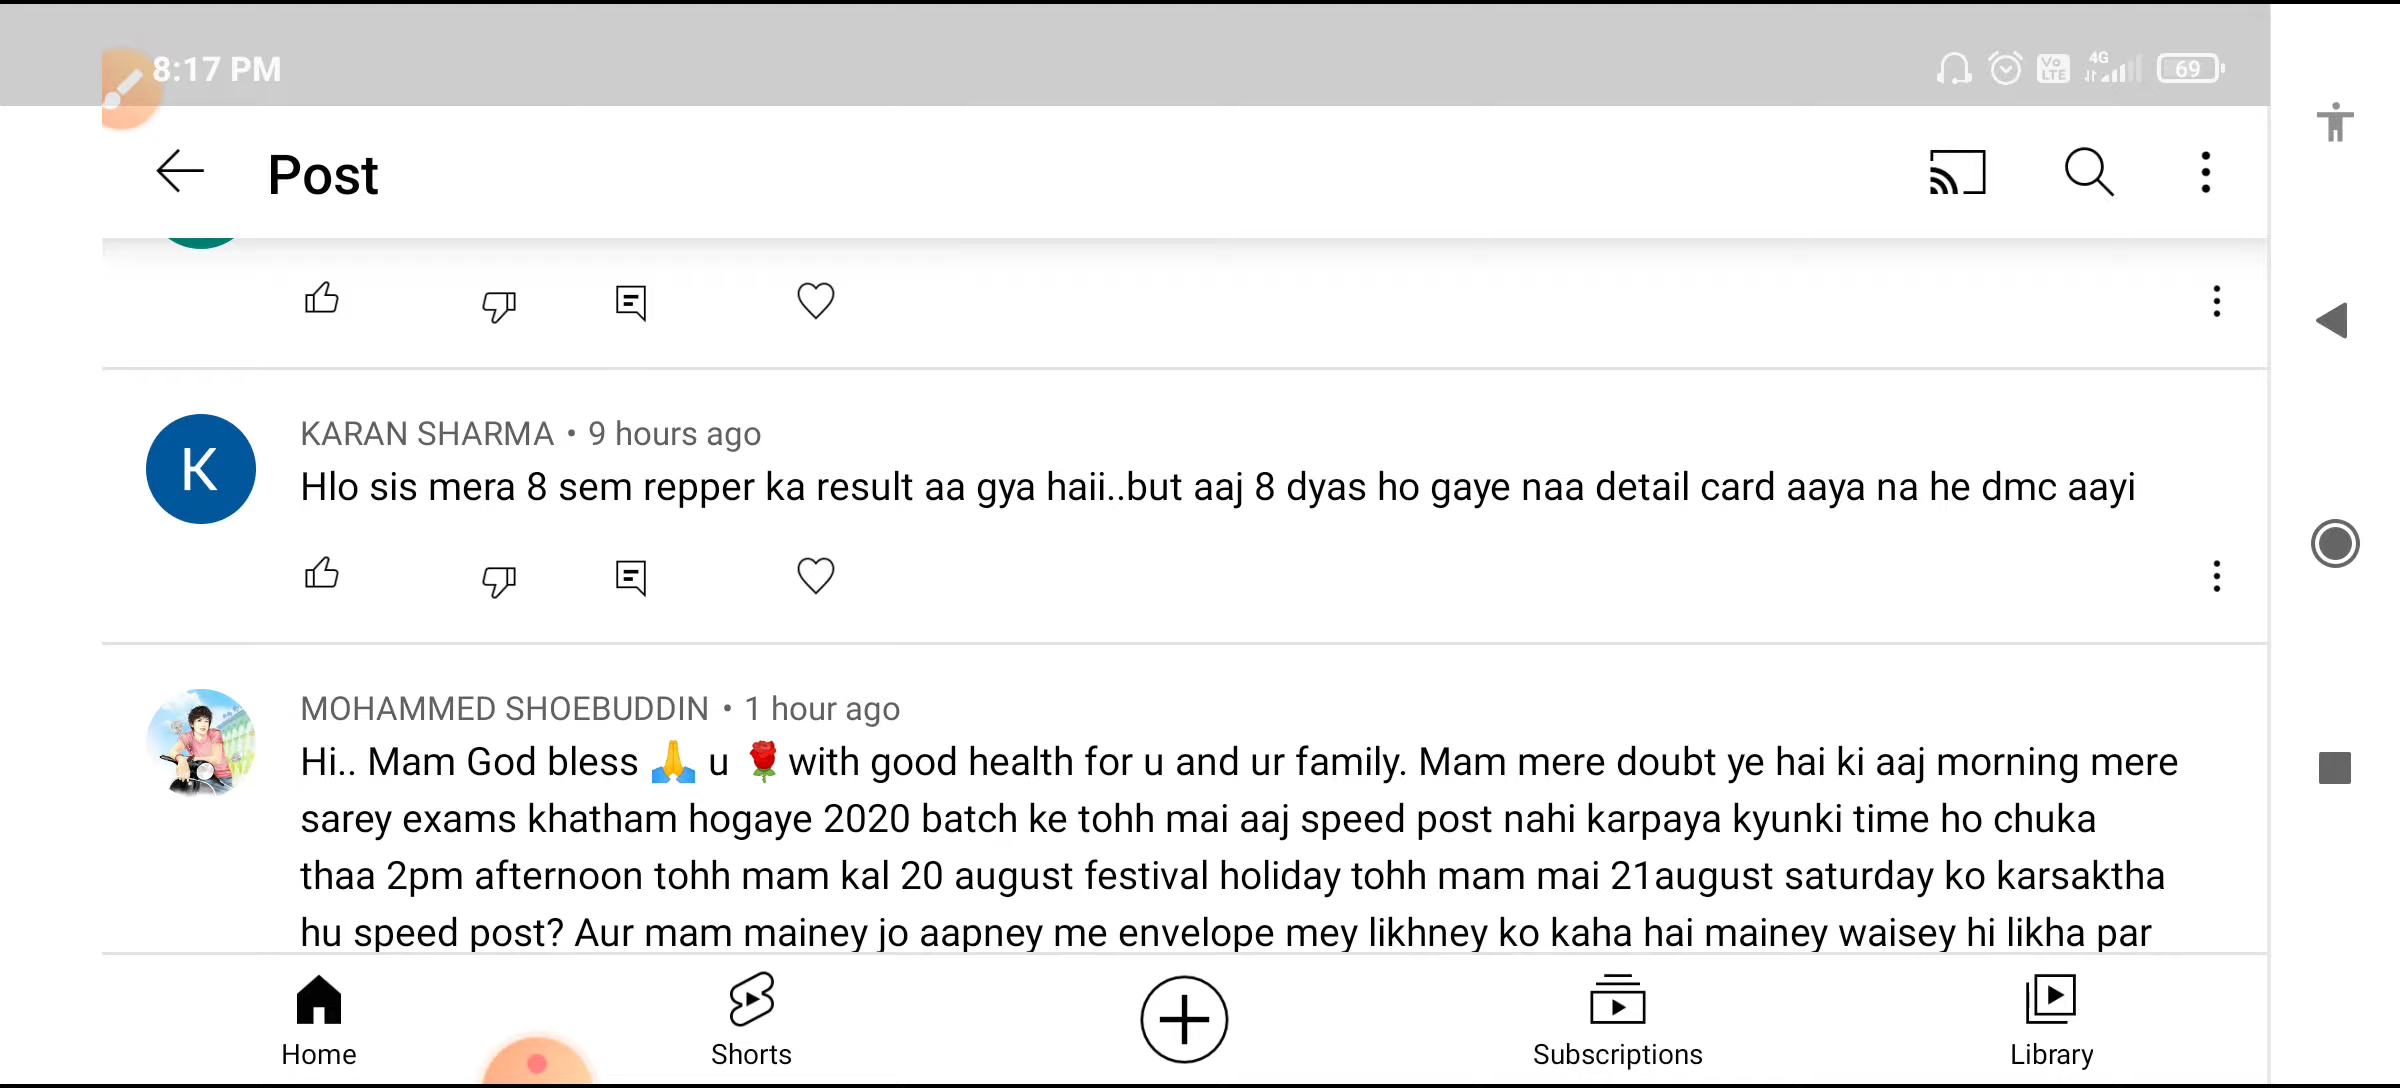 8:17 PM
Vo LTE 4G 69
Post
K
KARAN SHARMA • 9 hours ago
Hlo sis mera 8 sem repper ka result aa gya haii..but aaj 8 dyas ho gaye naa detail card aaya na he dmc aayi
MOHAMMED SHOEBUDDIN • 1 hour ago
Hi.. Mam God bless 🙏 u 🌹with good health for u and ur family. Mam mere doubt ye hai ki aaj morning mere
sarey exams khatham hogaye 2020 batch ke tohh mai aaj speed post nahi karpaya kyunki time ho chuka
thaa 2pm afternoon tohh mam kal 20 august festival holiday tohh mam mai 21august saturday ko karsaktha
hu speed post? Aur mam mainey jo aapney me envelope mey likhney ko kaha hai mainey waisey hi likha par
Home Shorts Subscriptions Library